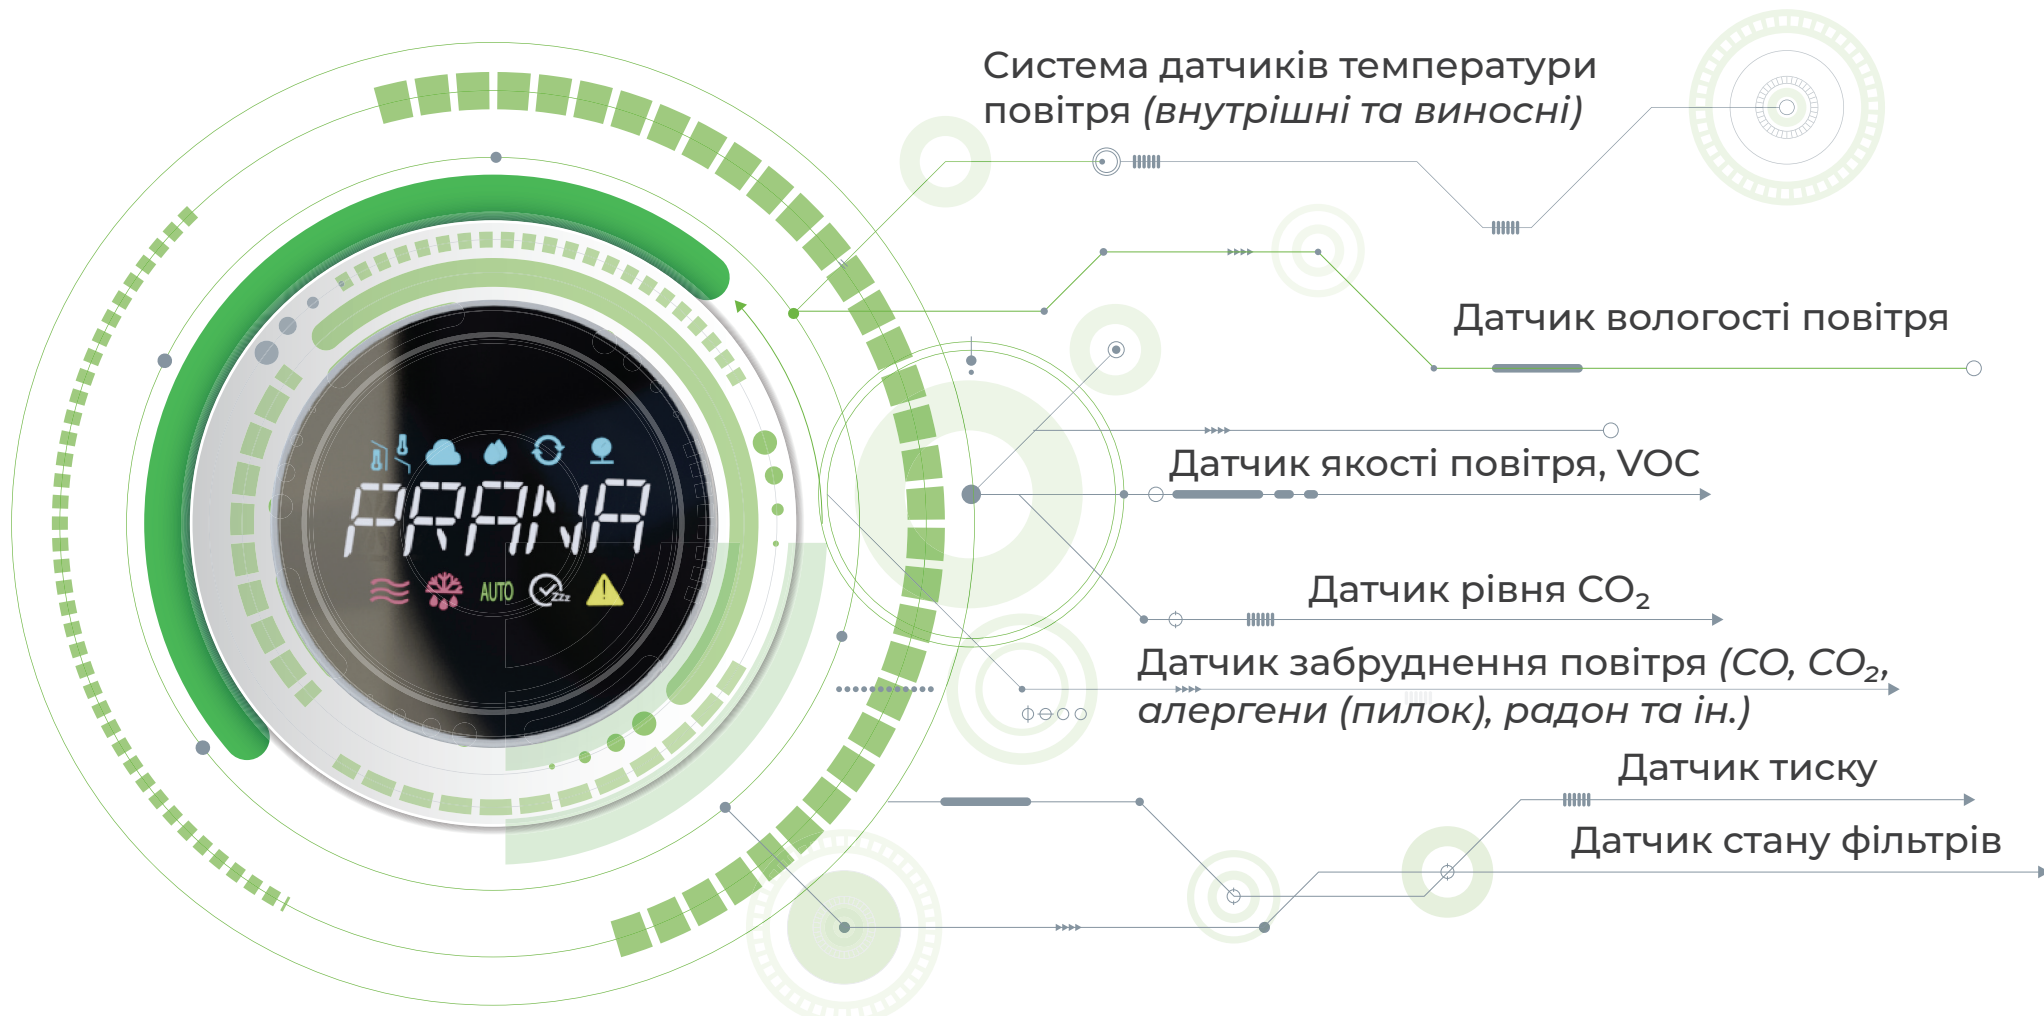 Система датчиків температури
повітря (внутрішні та виносні)
Датчик вологості повітря
Датчик якості повітря, VOC
PRANA
AUTO
zzz
Датчик рівня CO₂
Датчик забруднення повітря (CO, CO₂,
алергени (пилок), радон та ін.)
Датчик тиску
Датчик стану фільтрів